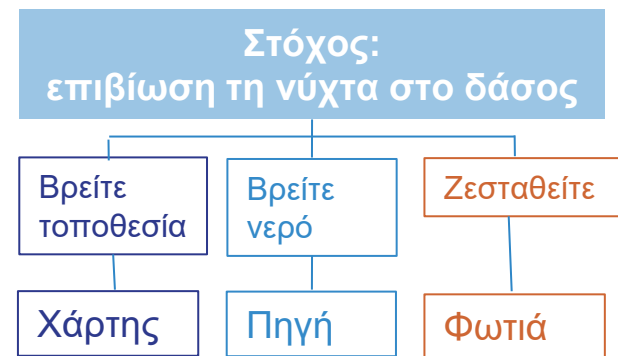 Στόχος:
επιβίωση τη νύχτα στο δάσος
Βρείτε
τοποθεσία
Βρείτε
νερό
Ζεσταθείτε
Χάρτης
Πηγή
Φωτιά